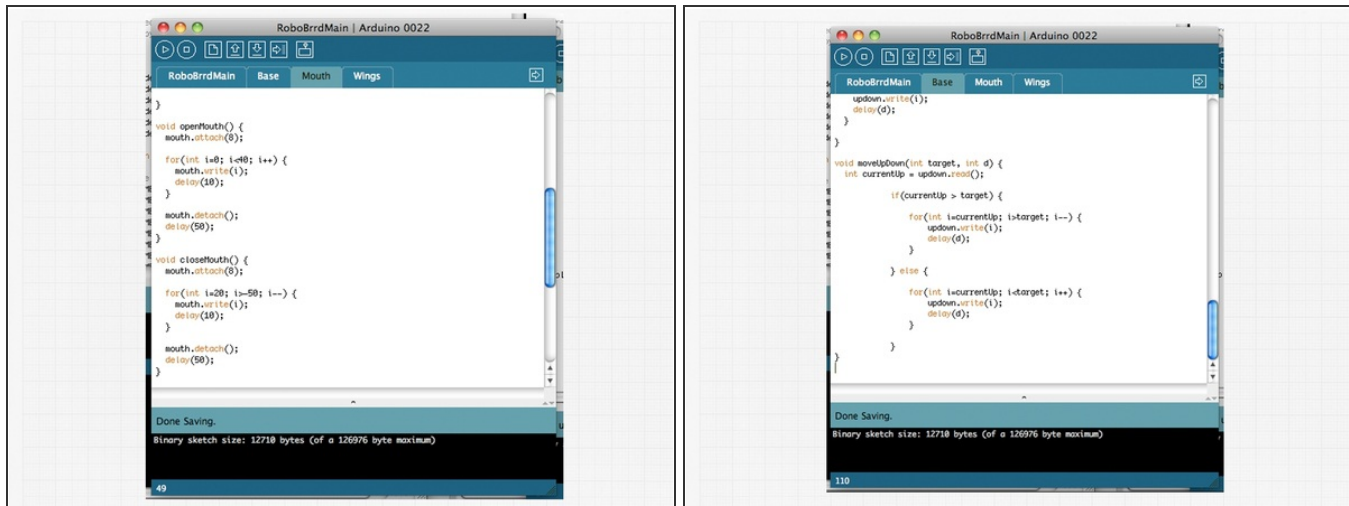 RoboBrrdMain | Arduino 0022
RoboBrrdMain Base Mouth Wings
}
void openMouth() {
mouth.attach(8);
for(int i=0; i<40; i++) {
mouth.write(i);
delay(10);
}
mouth.detach();
delay(50);
}
void closeMouth() {
mouth.attach(8);
for(int i=20; i>-50; i--) {
mouth.write(i);
delay(10);
}
mouth.detach();
delay(50);
}
Done Saving.
Binary sketch size: 12710 bytes (of a 126976 byte maximum)
49
RoboBrrdMain | Arduino 0022
RoboBrrdMain Base Mouth Wings
updown.write(i);
delay(d);
}
}
void moveUpDown(int target, int d) {
int currentUp = updown.read();
if(currentUp > target) {
for(int i=currentUp; i>target; i--) {
updown.write(i);
delay(d);
}
} else {
for(int i=currentUp; i<target; i++) {
updown.write(i);
delay(d);
}
}
}
Done Saving.
Binary sketch size: 12710 bytes (of a 126976 byte maximum)
110